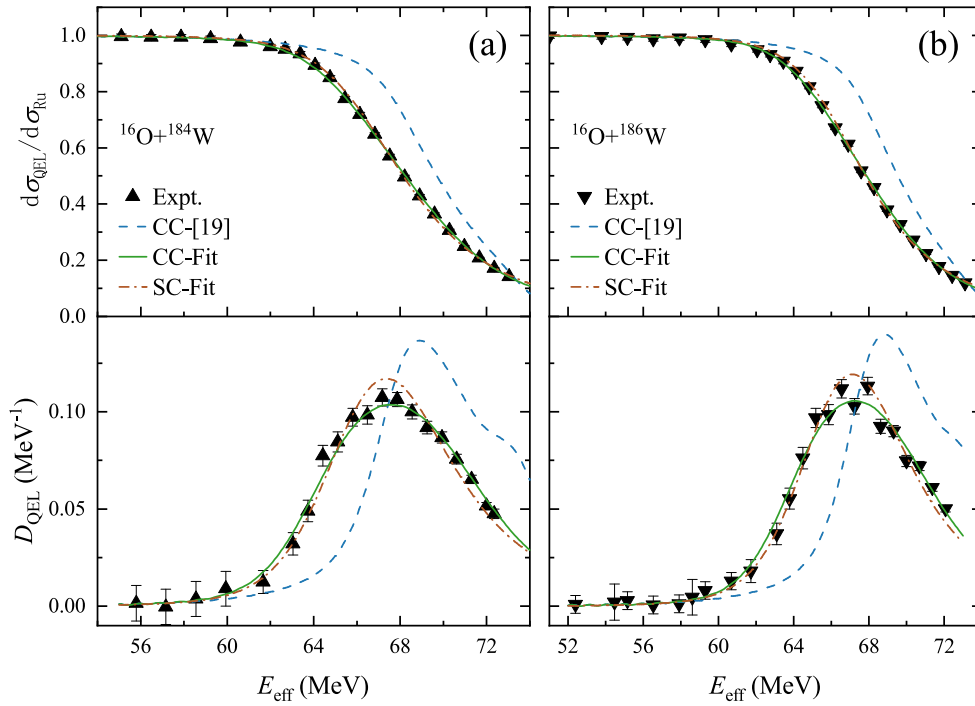 1.0
0.8
0.6
0.4
0.2
0.0
dσQEL/dσRu
(a)
¹⁶O+¹⁸⁴W
Expt.
CC-[19]
CC-Fit
SC-Fit
(b)
¹⁶O+¹⁸⁶W
Expt.
CC-[19]
CC-Fit
SC-Fit
0.10
0.05
0.00
DQEL (MeV⁻¹)
56 60 64 68 72
Eeff (MeV)
52 56 60 64 68 72
Eeff (MeV)